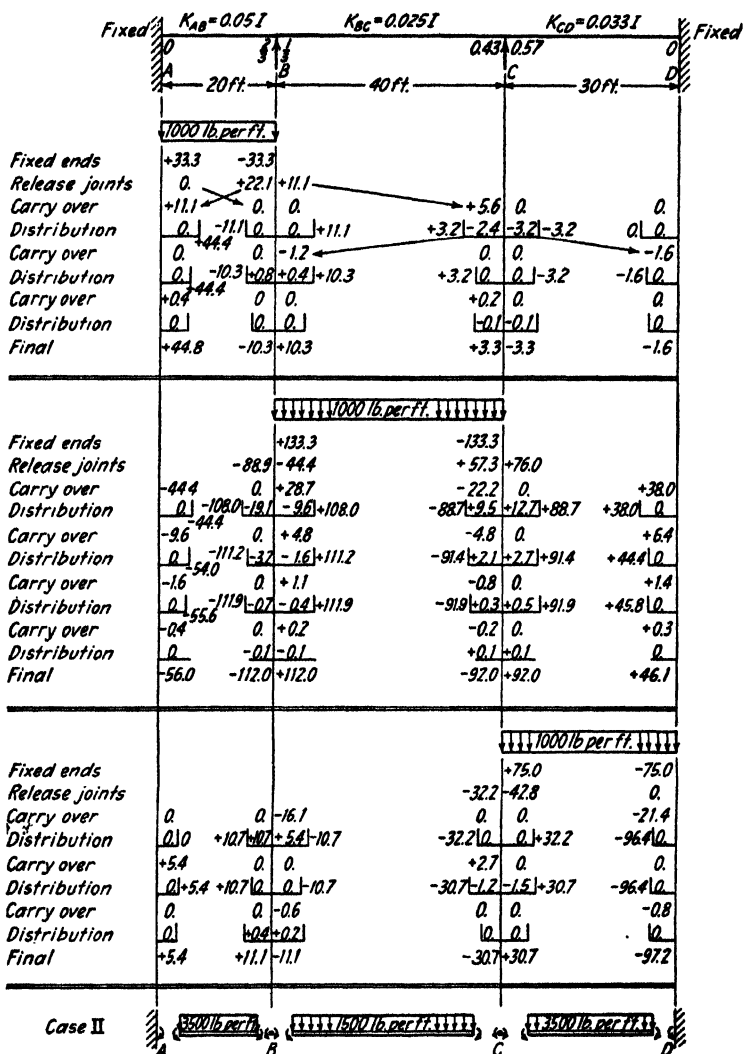 Fixed K_AB=0.05I K_BC=0.025I K_CD=0.033I Fixed
0 2/3 1/3 0.43 0.57 0
A B C D
20ft. 40ft. 30ft.
1000 lb. per ft.
Fixed ends +33.3 -33.3
Release joints 0. +22.1 +11.1
Carry over +11.1 0. 0. +5.6 0. 0.
Distribution 0. +44.4 -11.1 0. 0. +11.1 +3.2 -2.4 -3.2 -3.2 0. 0.
Carry over 0. 0. -1.2 0. 0. -1.6
Distribution 0. +44.4 -10.3 +0.8 +0.4 +10.3 +3.2 0. 0. -3.2 -1.6 0.
Carry over +0.4 0 0. +0.2 0. 0.
Distribution 0. 0. 0. -0.1 -0.1 0.
Final +44.8 -10.3 +10.3 +3.3 -3.3 -1.6
1000 lb. per ft.
Fixed ends +133.3 -133.3
Release joints -88.9 -44.4 +57.3 +76.0
Carry over -44.4 0. +28.7 -22.2 0. +38.0
Distribution 0. -44.4 -108.0 -19.1 -9.6 +108.0 -88.7 +9.5 +12.7 +88.7 +38.0 0.
Carry over -9.6 0. +4.8 -4.8 0. +6.4
Distribution 0. -54.0 -111.2 -3.2 -1.6 +111.2 -91.4 +2.1 +2.7 +91.4 +44.4 0.
Carry over -1.6 0. +1.1 -0.8 0. +1.4
Distribution 0. -55.6 -111.9 -0.7 -0.4 +111.9 -91.9 +0.3 +0.5 +91.9 +45.8 0.
Carry over -0.4 0. +0.2 -0.2 0. +0.3
Distribution 0. -0.1 -0.1 +0.1 +0.1 0.
Final -56.0 -112.0 +112.0 -92.0 +92.0 +46.1
1000 lb per ft.
Fixed ends +75.0 -75.0
Release joints -32.2 -42.8 0.
Carry over 0. 0. -16.1 0. 0. -21.4
Distribution 0. 0 +10.7 +10.7 +5.4 -10.7 -32.2 0. 0. +32.2 -96.4 0.
Carry over +5.4 0. 0. +2.7 0. 0.
Distribution 0. +5.4 +10.7 0. 0. -10.7 -30.7 -1.2 -1.5 +30.7 -96.4 0.
Carry over 0. 0. -0.6 0. 0. -0.8
Distribution 0. +0.4 +0.2 0. 0. 0.
Final +5.4 +11.1 -11.1 -30.7 +30.7 -97.2
Case II 3500 lb per ft. 1500 lb. per ft. 3500 lb. per ft.
A B C D